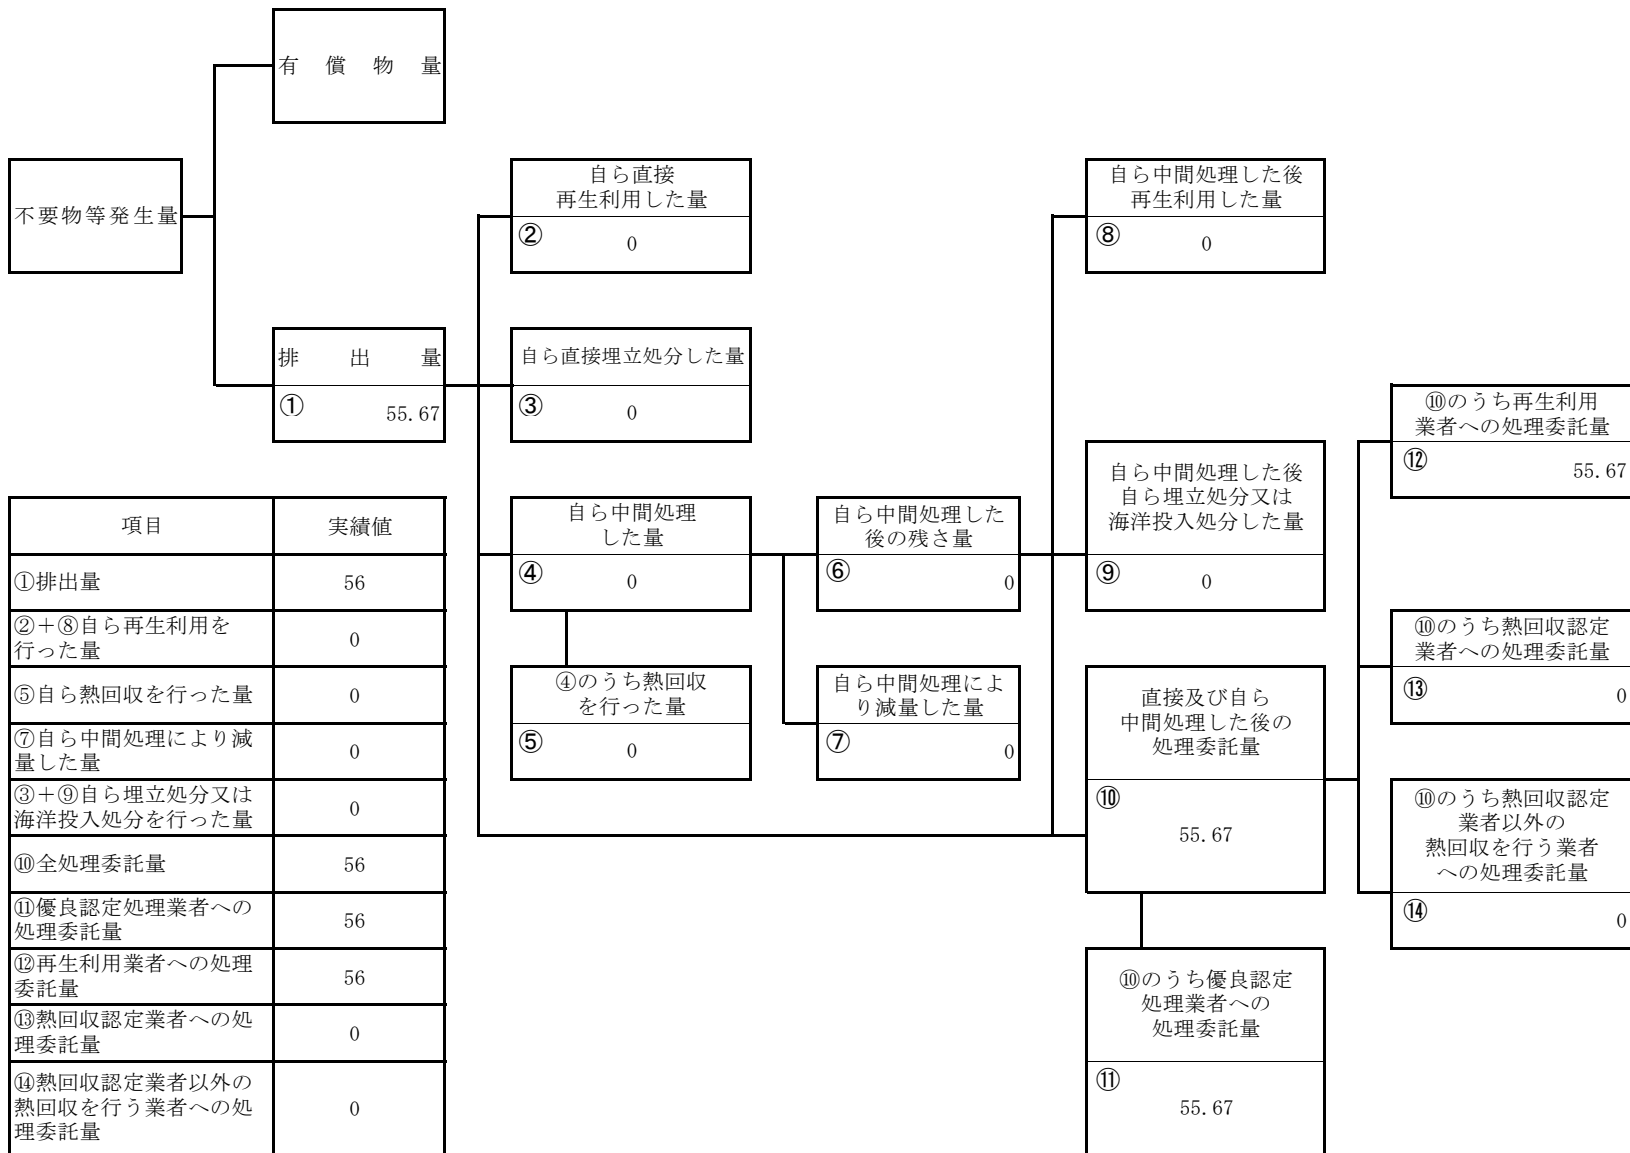 有償物量
不要物等発生量
自ら直接
再生利用した量
② 0
自ら中間処理した後
再生利用した量
⑧ 0
排出量
① 55.67
自ら直接埋立処分した量
③ 0
⑩のうち再生利用
業者への処理委託量
⑫ 55.67
自ら中間処理した後
自ら埋立処分又は
海洋投入処分した量
⑨ 0
自ら中間処理
した量
④ 0
自ら中間処理した
後の残さ量
⑥ 0
④のうち熱回収
を行った量
⑤ 0
自ら中間処理によ
り減量した量
⑦ 0
直接及び自ら
中間処理した後の
処理委託量
⑩
55.67
⑩のうち熱回収認定
業者への処理委託量
⑬ 0
⑩のうち熱回収認定
業者以外の
熱回収を行う業者
への処理委託量
⑭ 0
⑩のうち優良認定
処理業者への
処理委託量
⑪
55.67
項目 実績値
①排出量 56
②+⑧自ら再生利用を
行った量 0
⑤自ら熱回収を行った量 0
⑦自ら中間処理により減
量した量 0
③+⑨自ら埋立処分又は
海洋投入処分を行った量 0
⑩全処理委託量 56
⑪優良認定処理業者への
処理委託量 56
⑫再生利用業者への処理
委託量 56
⑬熱回収認定業者への処
理委託量 0
⑭熱回収認定業者以外の
熱回収を行う業者への処
理委託量 0